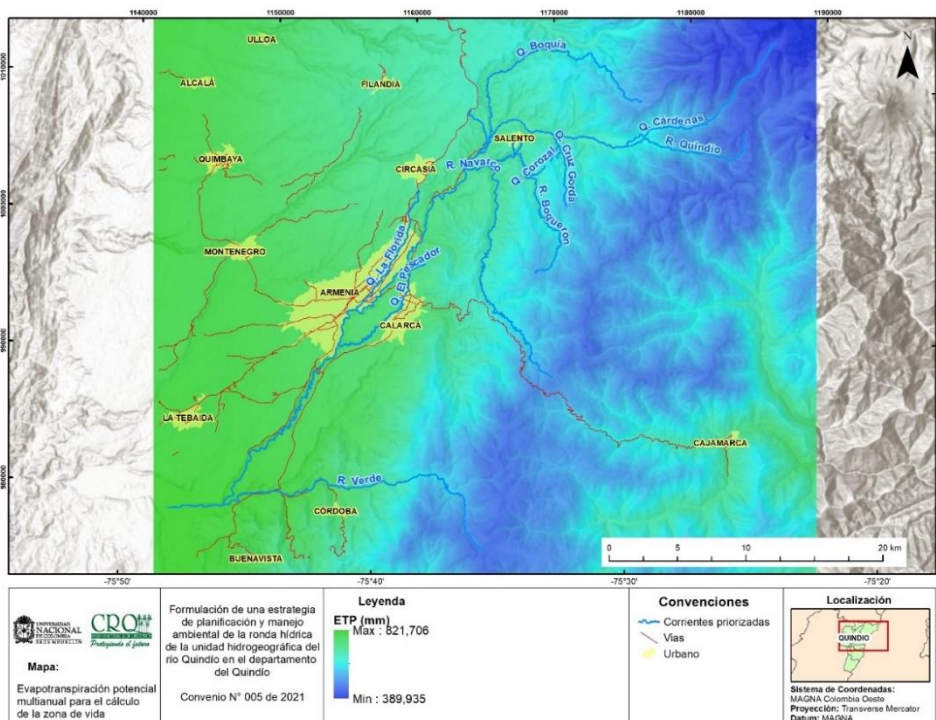 1140000 1150000 1160000 1170000 1180000 1190000
1010000
1000000
990000
980000
N
ULLOA
Q. Boquía
ALCALÁ
FILANDIA
Q. Cárdenas
SALENTO
R. Quindío
QUIMBAYA
CIRCASIA
R. Navarco
Q. Corozal
Q. Cruz Gorda
R. Boquerón
MONTENEGRO
Q. La Florida
Q. El Pescador
ARMENIA
CALARCÁ
LA TEBAIDA
CAJAMARCA
R. Verde
CÓRDOBA
BUENAVISTA
0 5 10 20 km
-75°50' -75°40' -75°30' -75°20'
UNIVERSIDAD
NACIONAL
DE COLOMBIA
CRQ
Protegiendo el futuro
Mapa:
Evapotranspiración potencial
multianual para el cálculo
de la zona de vida
Formulación de una estrategia
de planificación y manejo
ambiental de la ronda hídrica
de la unidad hidrogeográfica del
río Quindío en el departamento
del Quindío
Convenio N° 005 de 2021
Leyenda
ETP (mm)
Max : 821,706
Min : 389,935
Convenciones
Corrientes priorizadas
Vias
Urbano
Localización
QUINDÍO
Sistema de Coordenadas:
MAGNA Colombia Oeste
Proyección: Transverse Mercator
Datum: MAGNA